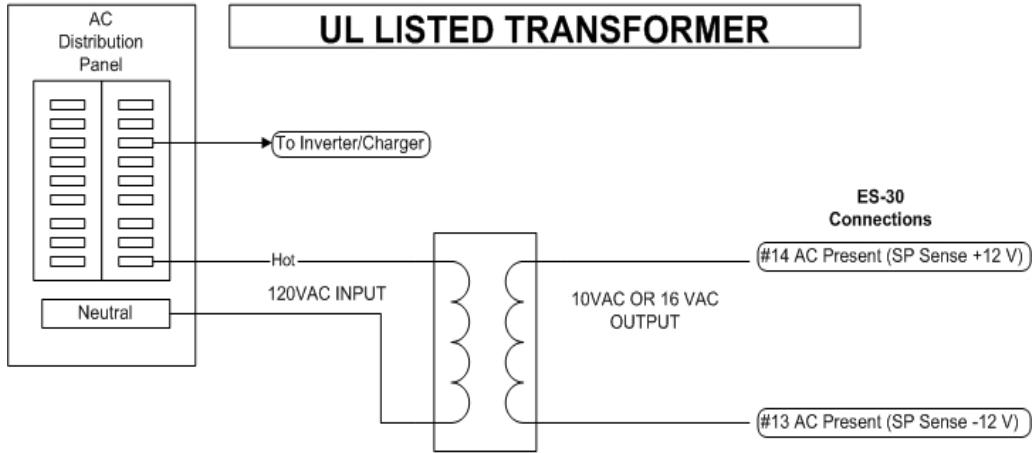 AC
Distribution
Panel
UL LISTED TRANSFORMER
To Inverter/Charger
ES-30
Connections
#14 AC Present (SP Sense +12 V)
Hot
120VAC INPUT
10VAC OR 16 VAC
OUTPUT
Neutral
#13 AC Present (SP Sense -12 V)